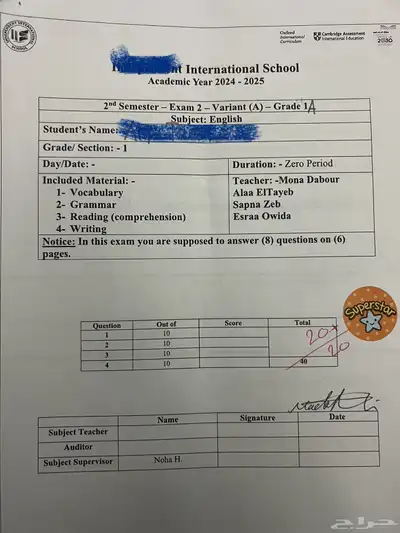 Oxford
International
Curriculum
Cambridge Assessment
International Education
2030
International School
Academic Year 2024 - 2025
2nd Semester – Exam 2 – Variant (A) – Grade 1A
Subject: English
Student's Name:
Grade/ Section: - 1
Day/Date: -
Duration: - Zero Period
Included Material: -
1- Vocabulary
2- Grammar
3- Reading (comprehension)
4- Writing
Teacher: -Mona Dabour
Alaa ElTayeb
Sapna Zeb
Esraa Owida
Notice: In this exam you are supposed to answer (8) questions on (6)
pages.
Superstar
Question Out of Score Total
1 10
2 10
3 10
4 10 40
20
20
Name Signature Date
Subject Teacher
Auditor
Subject Supervisor Noha H.
حراج